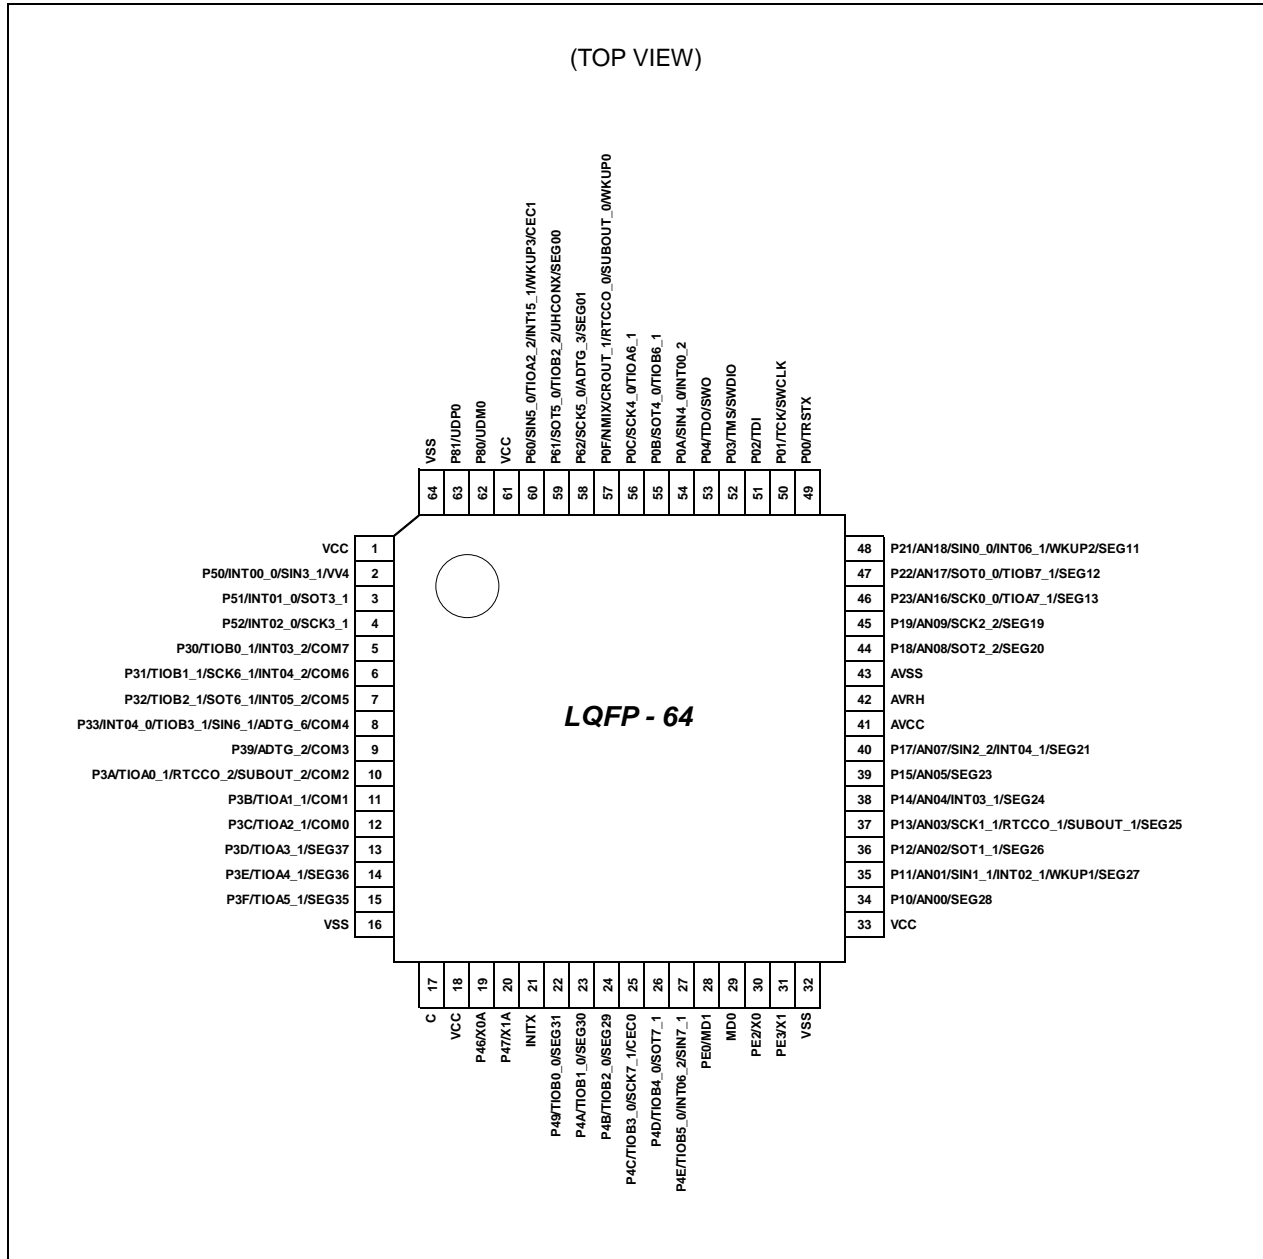 (TOP VIEW)
VSS
P81/UDP0
P80/UDM0
VCC
P60/SIN5_0/TIOA2_2/INT15_1/WKUP3/CEC1
P61/SOT5_0/TIOB2_2/UHCONX/SEG00
P62/SCK5_0/ADTG_3/SEG01
P0F/NMIX/CROUT_1/RTCCO_0/SUBOUT_0/WKUP0
P0C/SCK4_0/TIOA6_1
P0B/SOT4_0/TIOB6_1
P0A/SIN4_0/INT00_2
P04/TDO/SWO
P03/TMS/SWDIO
P02/TDI
P01/TCK/SWCLK
P00/TRSTX
64
63
62
61
60
59
58
57
56
55
54
53
52
51
50
49
VCC 1
P50/INT00_0/SIN3_1/VV4 2
P51/INT01_0/SOT3_1 3
P52/INT02_0/SCK3_1 4
P30/TIOB0_1/INT03_2/COM7 5
P31/TIOB1_1/SCK6_1/INT04_2/COM6 6
P32/TIOB2_1/SOT6_1/INT05_2/COM5 7
P33/INT04_0/TIOB3_1/SIN6_1/ADTG_6/COM4 8
P39/ADTG_2/COM3 9
P3A/TIOA0_1/RTCCO_2/SUBOUT_2/COM2 10
P3B/TIOA1_1/COM1 11
P3C/TIOA2_1/COM0 12
P3D/TIOA3_1/SEG37 13
P3E/TIOA4_1/SEG36 14
P3F/TIOA5_1/SEG35 15
VSS 16
LQFP - 64
48 P21/AN18/SIN0_0/INT06_1/WKUP2/SEG11
47 P22/AN17/SOT0_0/TIOB7_1/SEG12
46 P23/AN16/SCK0_0/TIOA7_1/SEG13
45 P19/AN09/SCK2_2/SEG19
44 P18/AN08/SOT2_2/SEG20
43 AVSS
42 AVRH
41 AVCC
40 P17/AN07/SIN2_2/INT04_1/SEG21
39 P15/AN05/SEG23
38 P14/AN04/INT03_1/SEG24
37 P13/AN03/SCK1_1/RTCCO_1/SUBOUT_1/SEG25
36 P12/AN02/SOT1_1/SEG26
35 P11/AN01/SIN1_1/INT02_1/WKUP1/SEG27
34 P10/AN00/SEG28
33 VCC
17
18
19
20
21
22
23
24
25
26
27
28
29
30
31
32
C
VCC
P46/X0A
P47/X1A
INITX
P49/TIOB0_0/SEG31
P4A/TIOB1_0/SEG30
P4B/TIOB2_0/SEG29
P4C/TIOB3_0/SCK7_1/CEC0
P4D/TIOB4_0/SOT7_1
P4E/TIOB5_0/INT06_2/SIN7_1
PE0/MD1
MD0
PE2/X0
PE3/X1
VSS